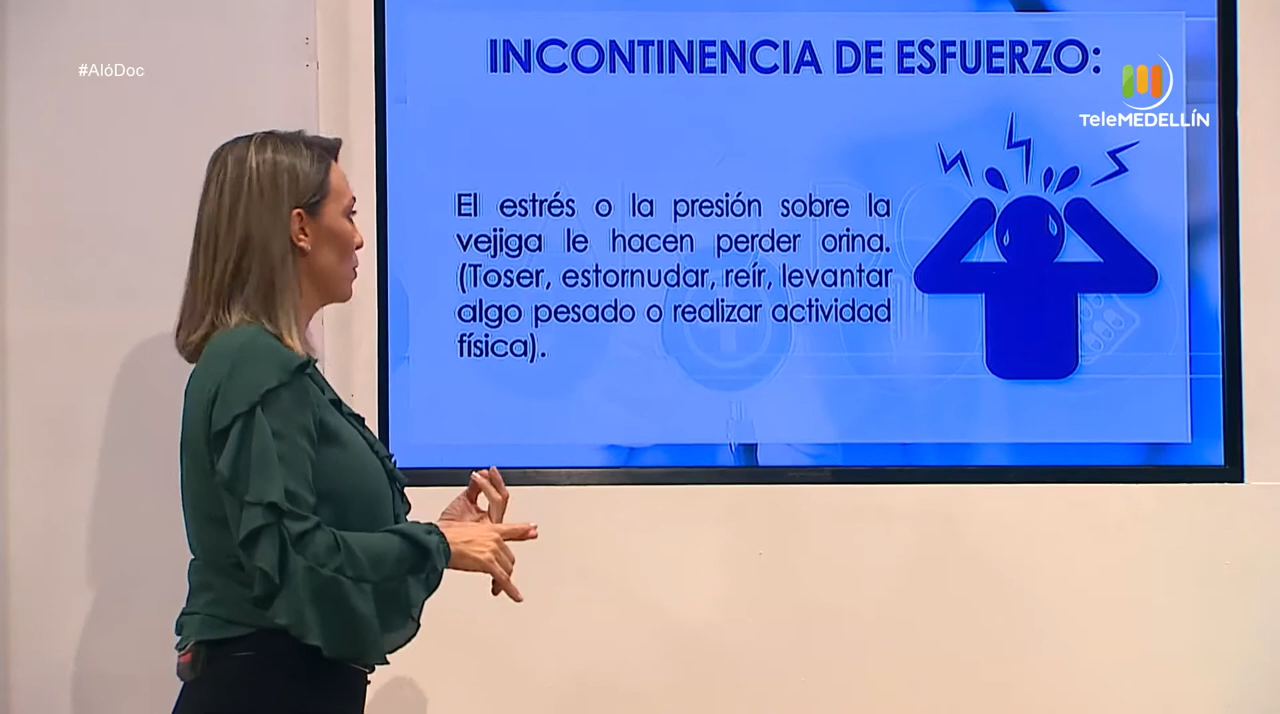 #AlóDoc
INCONTINENCIA DE ESFUERZO:
TeleMEDELLÍN
El estrés o la presión sobre la
vejiga le hacen perder orina.
(Toser, estornudar, reír, levantar
algo pesado o realizar actividad
física).